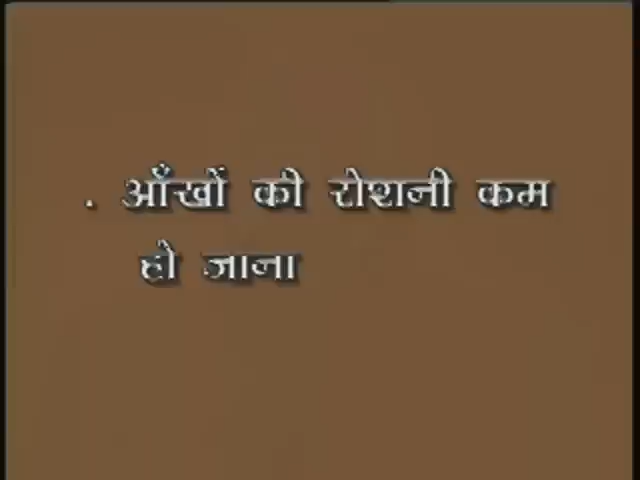 . आँखों की रोशनी कम
हो जाना